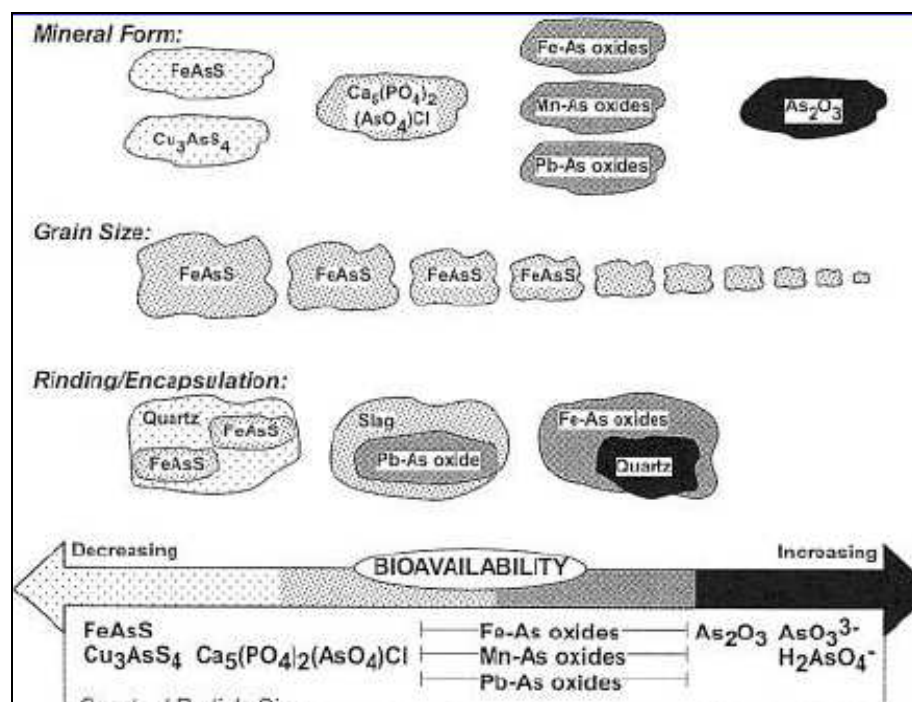 Mineral Form:
FeAsS
Cu₃AsS₄
Ca₅(PO₄)₂
(AsO₄)Cl
Fe-As oxides
Mn-As oxides
Pb-As oxides
As₂O₃
Grain Size:
FeAsS FeAsS FeAsS FeAsS
Rinding/Encapsulation:
Quartz
FeAsS
FeAsS
Slag
Pb-As oxide
Fe-As oxides
Quartz
Decreasing BIOAVAILABILITY Increasing
FeAsS Fe-As oxides As₂O₃ AsO₃³⁻
Cu₃AsS₄ Ca₅(PO₄)₂(AsO₄)Cl Mn-As oxides H₂AsO₄⁻
Pb-As oxides